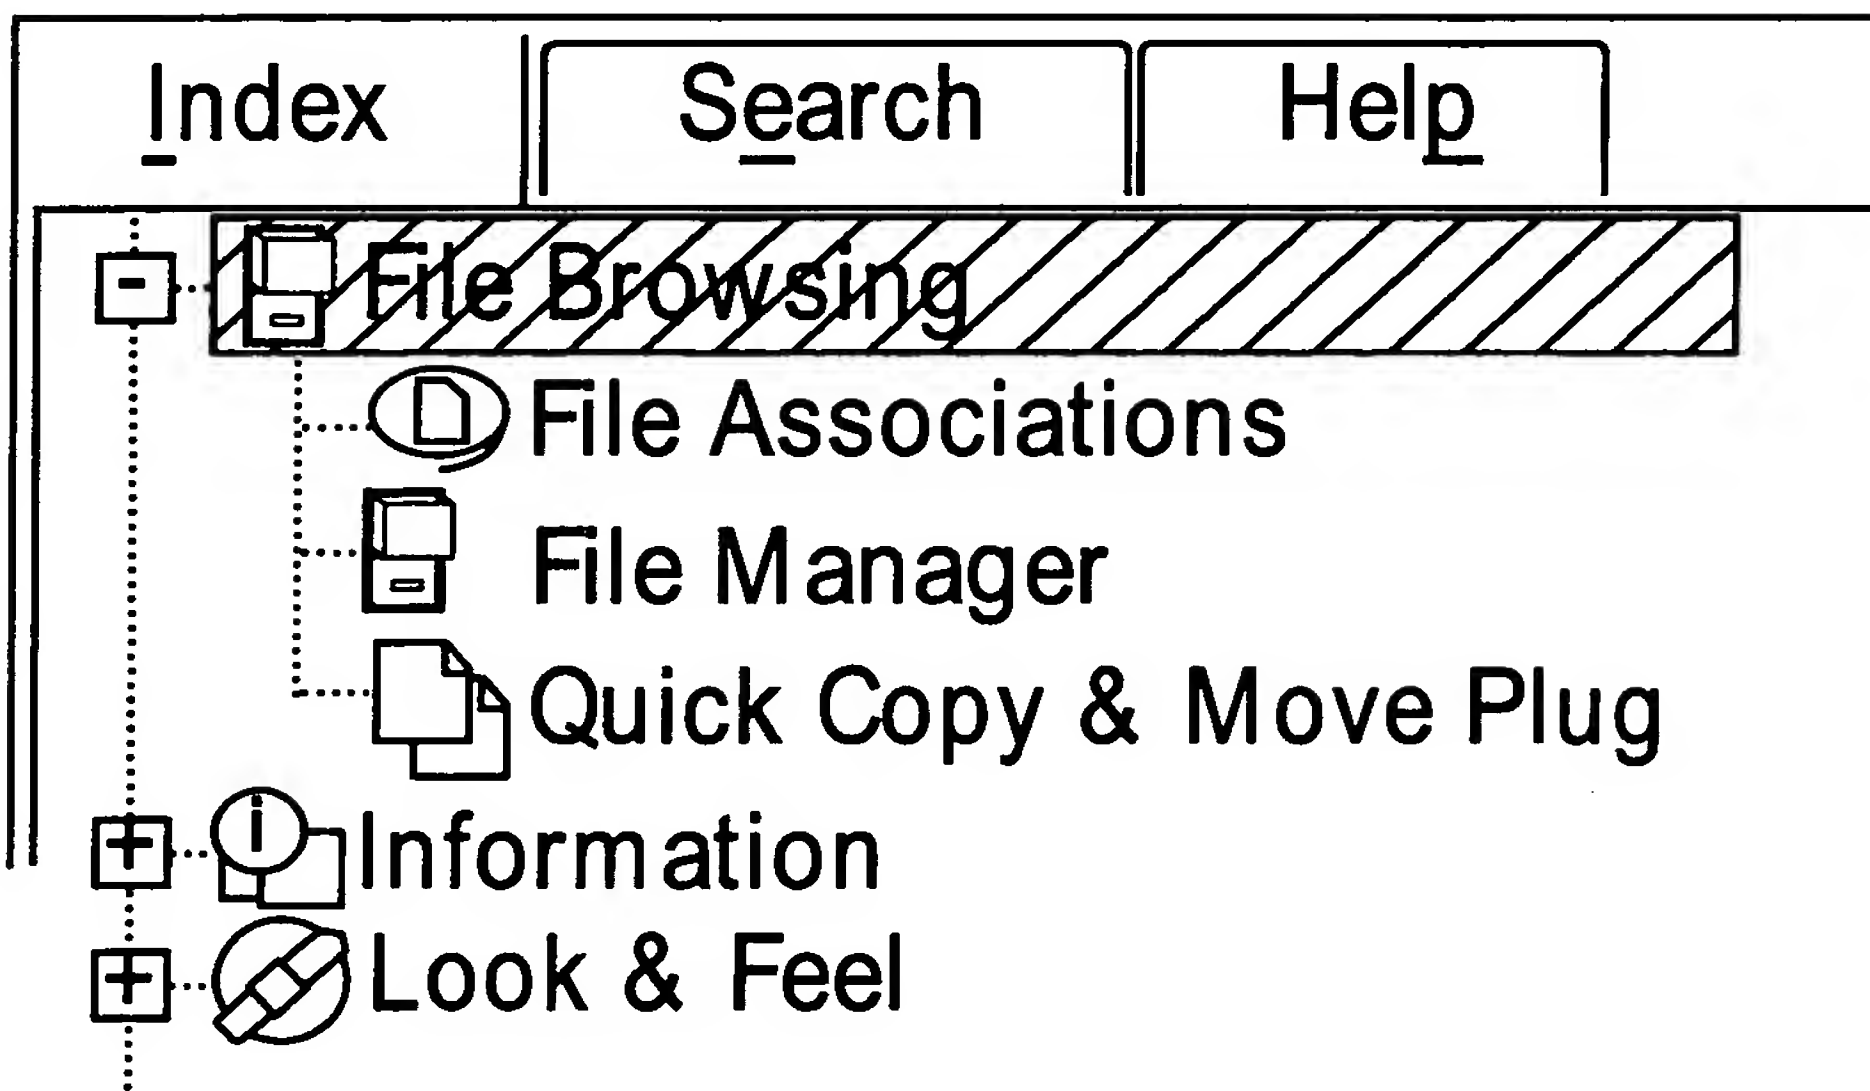 Index Search Help
File Browsing
File Associations
File Manager
Quick Copy & Move Plug
Information
Look & Feel